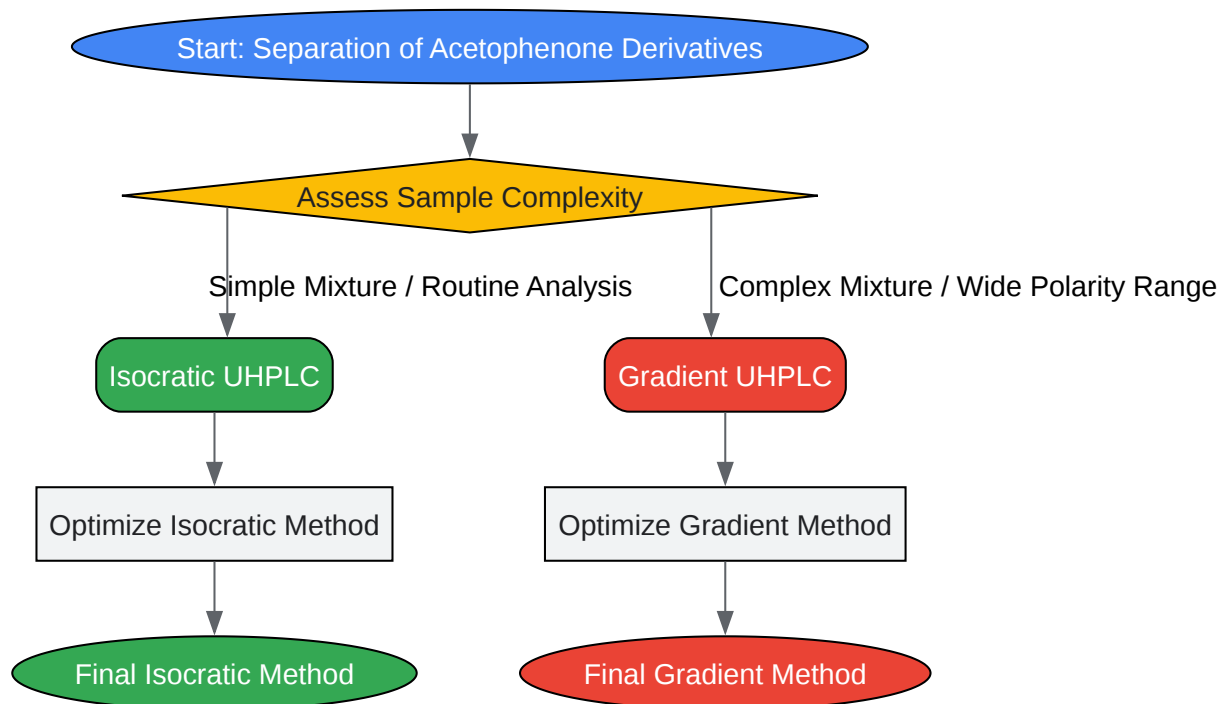 Start: Separation of Acetophenone Derivatives
Assess Sample Complexity
Simple Mixture / Routine Analysis
Complex Mixture / Wide Polarity Range
Isocratic UHPLC
Gradient UHPLC
Optimize Isocratic Method
Optimize Gradient Method
Final Isocratic Method
Final Gradient Method